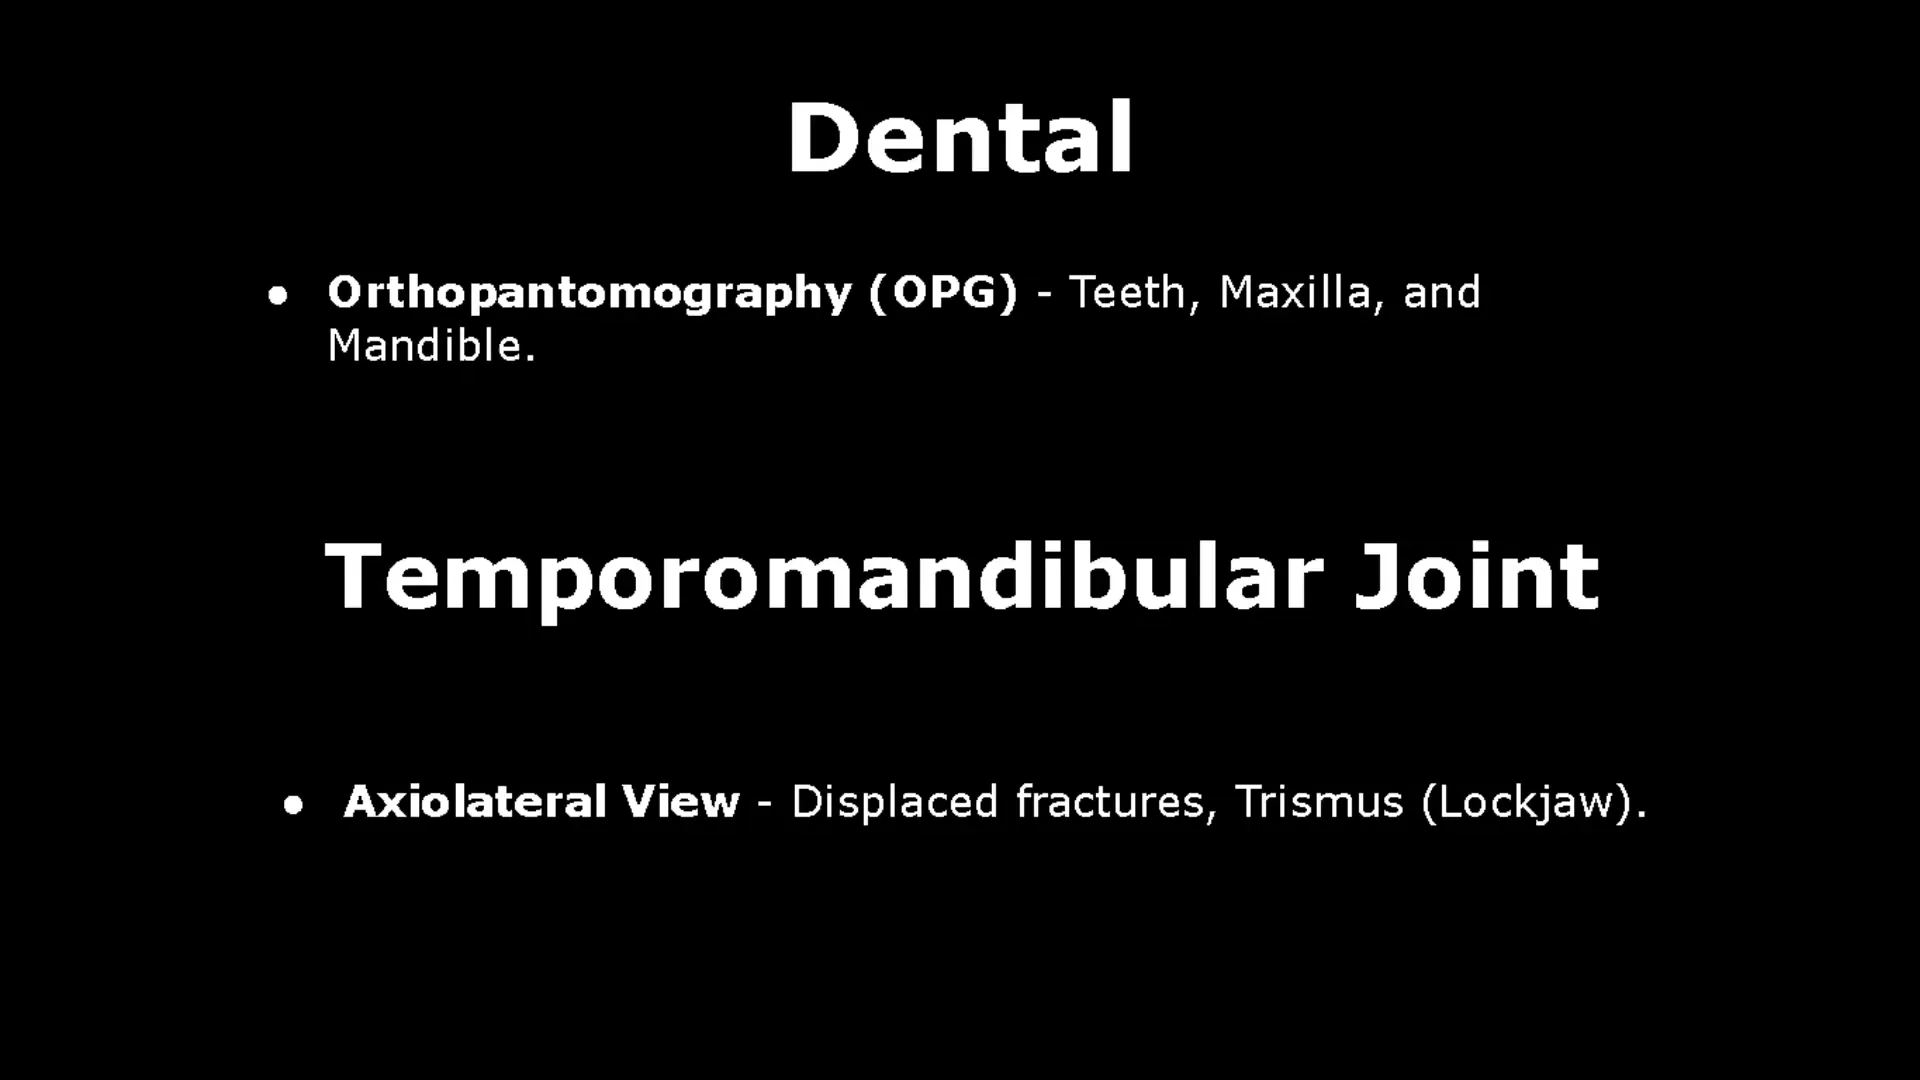 Dental
● Orthopantomography (OPG) - Teeth, Maxilla, and
Mandible.
Temporomandibular Joint
● Axiolateral View - Displaced fractures, Trismus (Lockjaw).